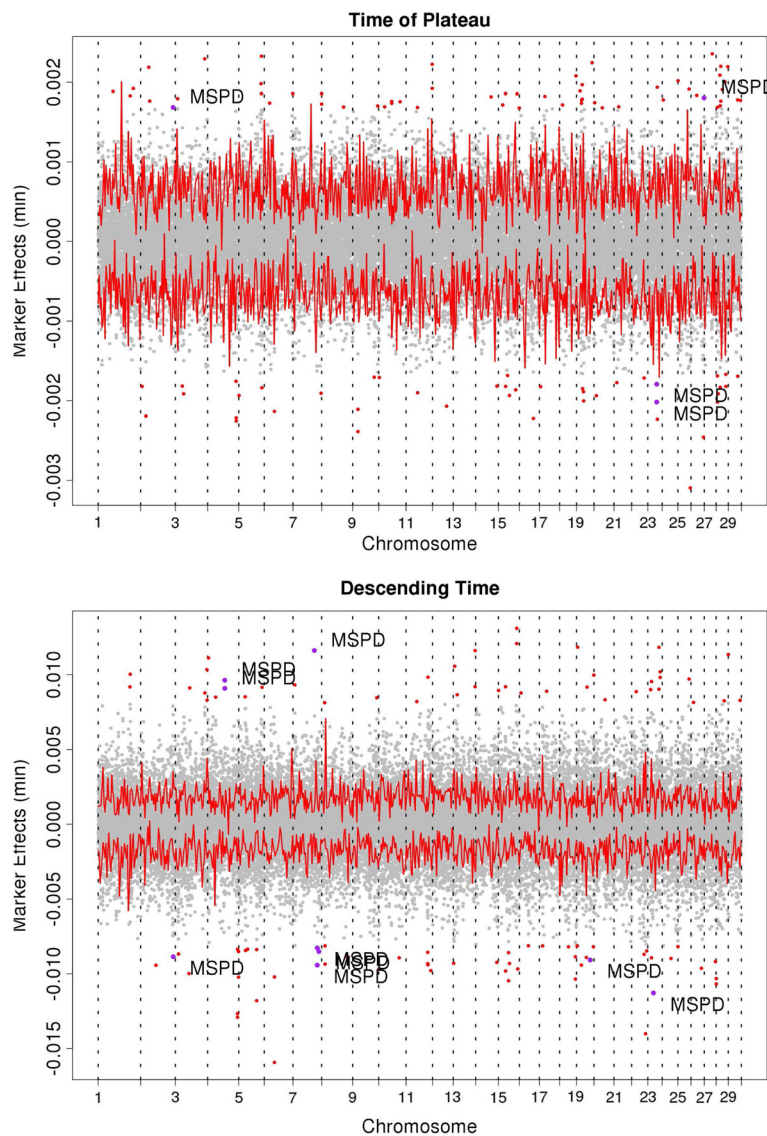 Time of Plateau
Marker Effects (min)
0.002
0.001
0.000
-0.001
-0.002
-0.003
MSPD
MSPD
MSPD
MSPD
1 3 5 7 9 11 13 15 17 19 21 23 25 27 29
Chromosome
Descending Time
Marker Effects (min)
0.010
0.005
0.000
-0.005
-0.010
-0.015
MSPD
MSPD
MSPD
MSPD
MSPD
MSPD
MSPD
MSPD
MSPD
1 3 5 7 9 11 13 15 17 19 21 23 25 27 29
Chromosome